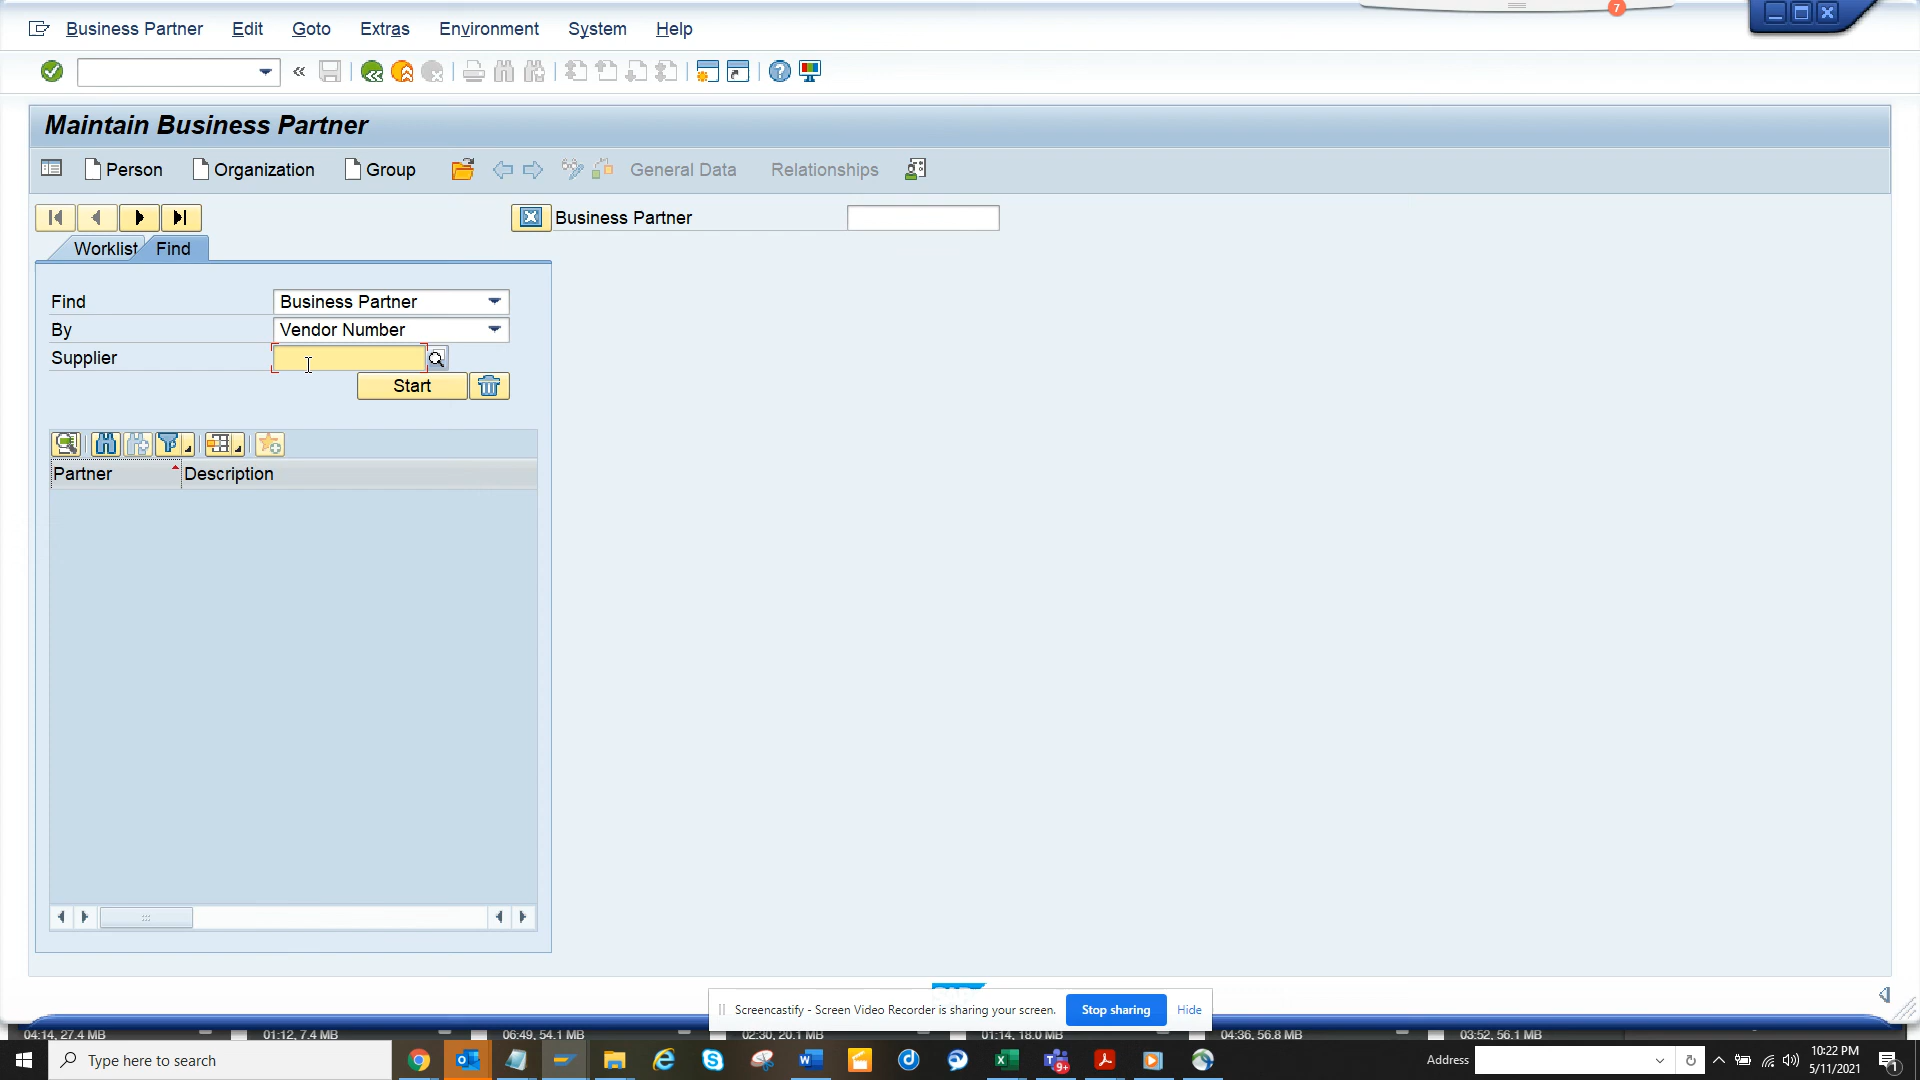 7
Business Partner Edit Goto Extras Environment System Help
Maintain Business Partner
Person Organization Group General Data Relationships
Business Partner
Worklist Find
Find Business Partner
By Vendor Number
Supplier
Start
Partner Description
Screencastify - Screen Video Recorder is sharing your screen. Stop sharing Hide
04:14, 27.4 MB 01:12, 7.4 MB 06:49, 54.1 MB 02:30, 20.1 MB 01:14, 18.0 MB 04:36, 56.8 MB 03:52, 56.1 MB
Type here to search 9+ Address 10:22 PM
5/11/2021 1